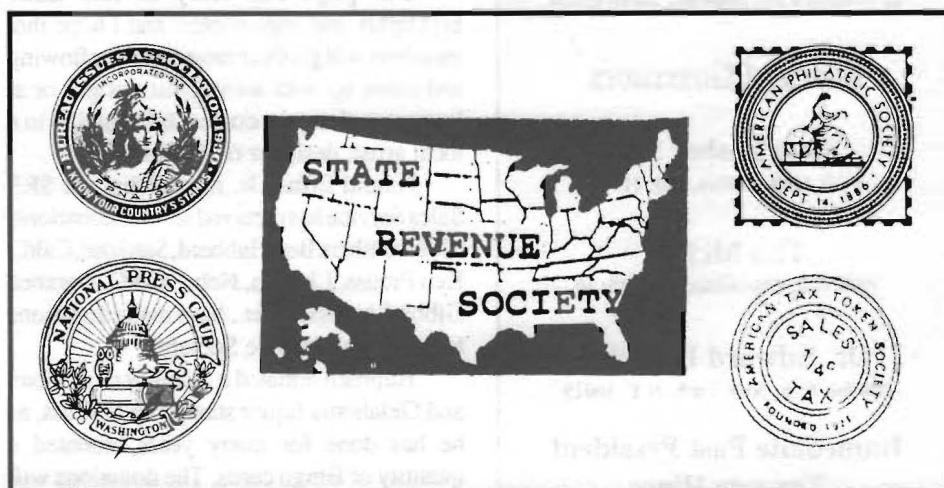 BUREAU ISSUES ASSOCIATION 1930
INCORPORATED
KNOW YOUR COUNTRY'S STAMPS
AMERICAN PHILATELIC SOCIETY
SEPT. 14, 1886
STATE
REVENUE
SOCIETY
NATIONAL PRESS CLUB
WASHINGTON
AMERICAN TAX TOKEN SOCIETY
SALES
1/4¢
TAX
FOUNDED 1971